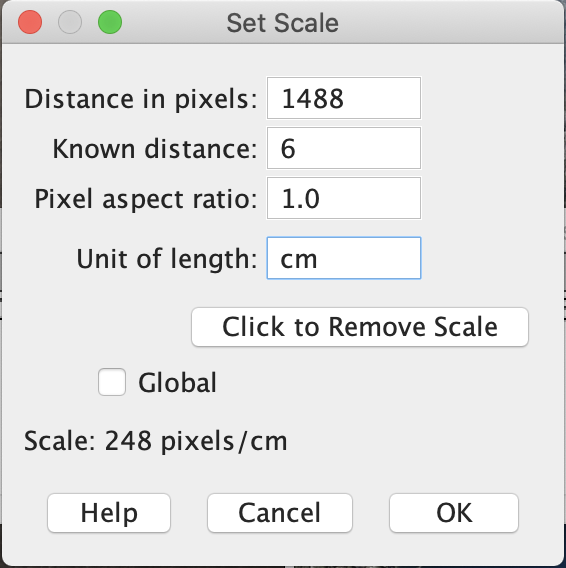 Set Scale
Distance in pixels: 1488
Known distance: 6
Pixel aspect ratio: 1.0
Unit of length: cm
Click to Remove Scale
Global
Scale: 248 pixels/cm
Help Cancel OK